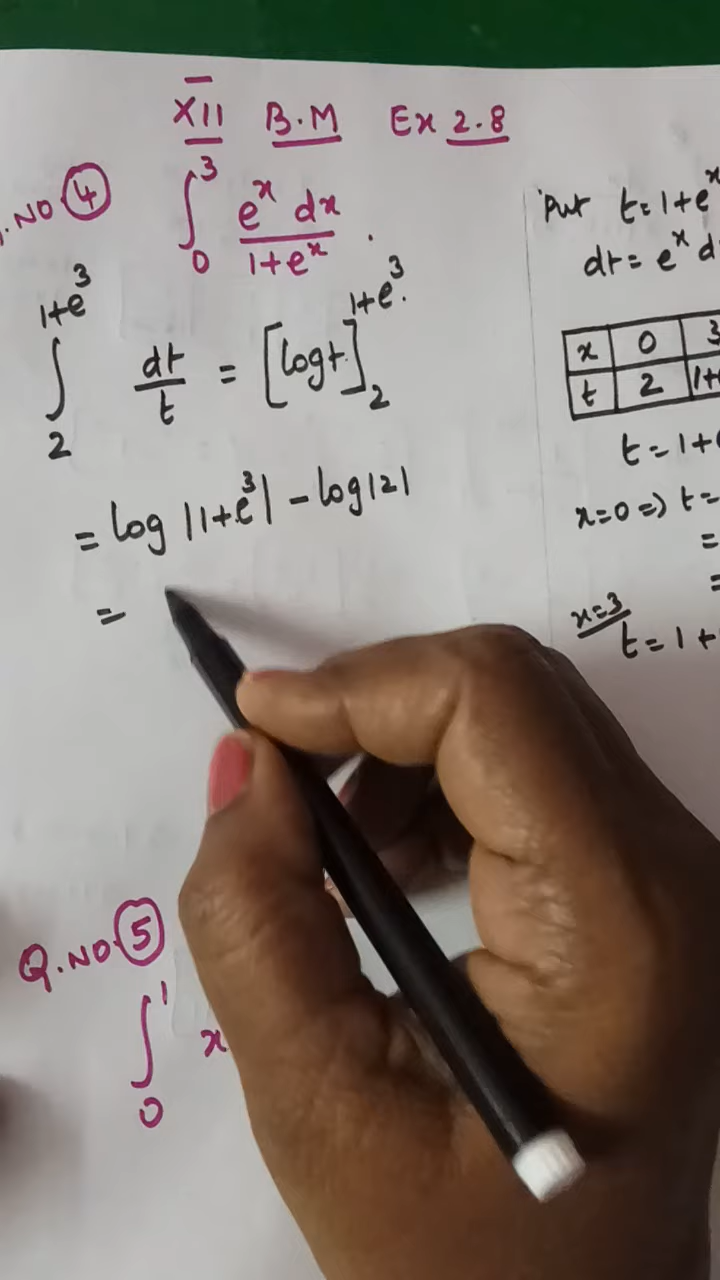 XII B.M Ex 2.8
.NO 4 ∫₀³ eˣ dx / 1+eˣ .
∫₂^(1+e³) dt/t = [log t]₂^(1+e³).
= log |1+e³| - log |2|
=
Q.NO 5
∫₀¹ x
Put t=1+eˣ
dt = eˣ d
x 0 3
t 2 1+
t = 1+
x=0 => t=
=
=
x=3
t = 1+